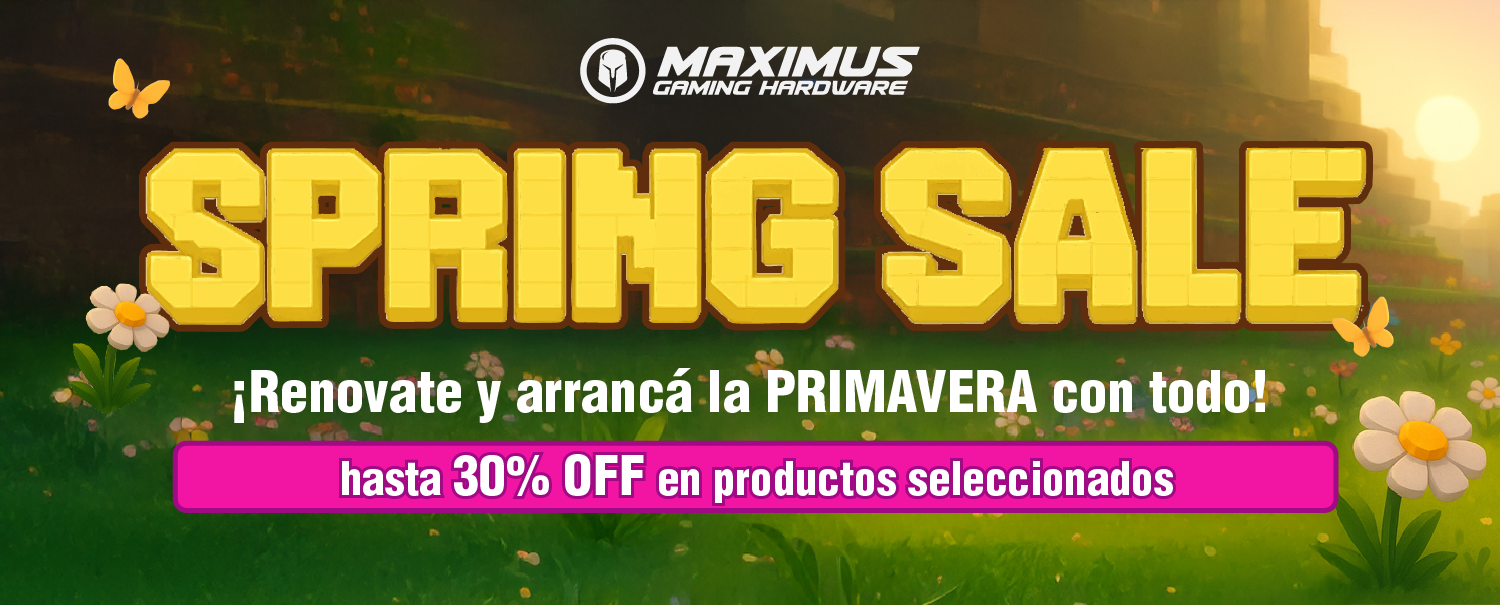 MAXIMUS
GAMING HARDWARE
SPRING SALE
¡Renovate y arrancá la PRIMAVERA con todo!
hasta 30% OFF en productos seleccionados